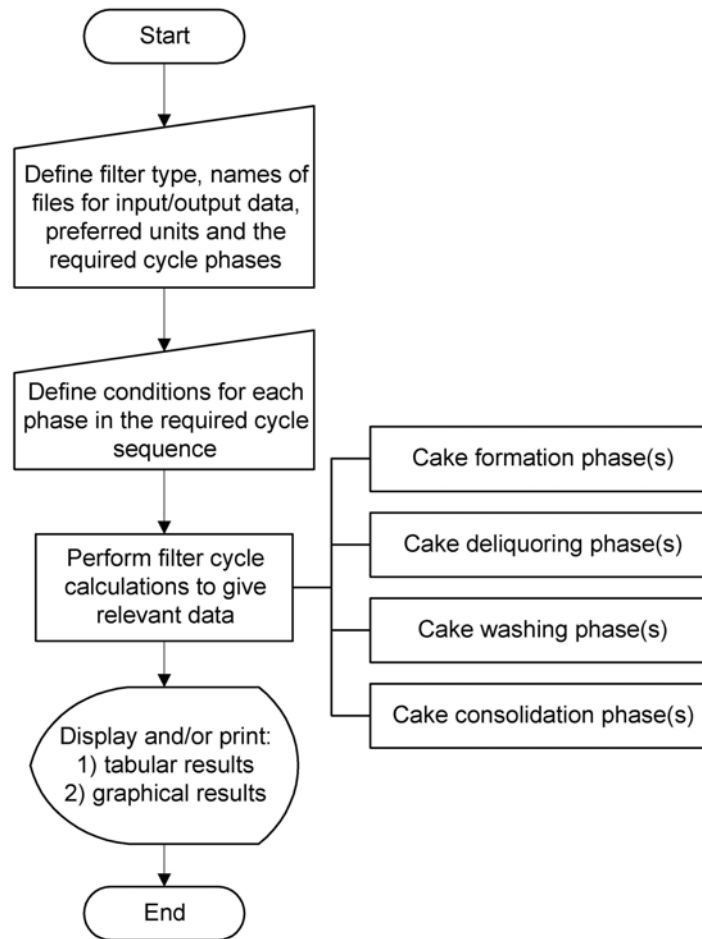 Start
Define filter type, names of
files for input/output data,
preferred units and the
required cycle phases
Define conditions for each
phase in the required cycle
sequence
Perform filter cycle
calculations to give
relevant data
Cake formation phase(s)
Cake deliquoring phase(s)
Cake washing phase(s)
Cake consolidation phase(s)
Display and/or print:
1) tabular results
2) graphical results
End